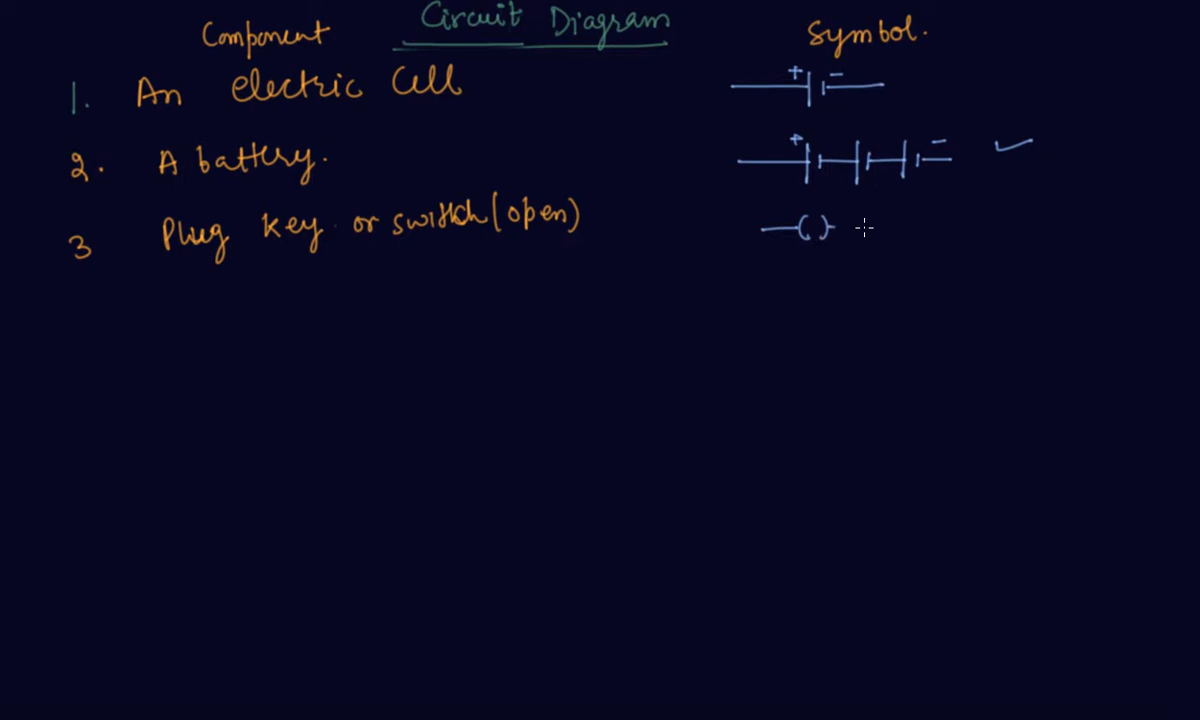 Circuit Diagram
Component Symbol.
1. An electric Cell + -
2. A battery. + -
3 Plug key or switch (open) —( )-